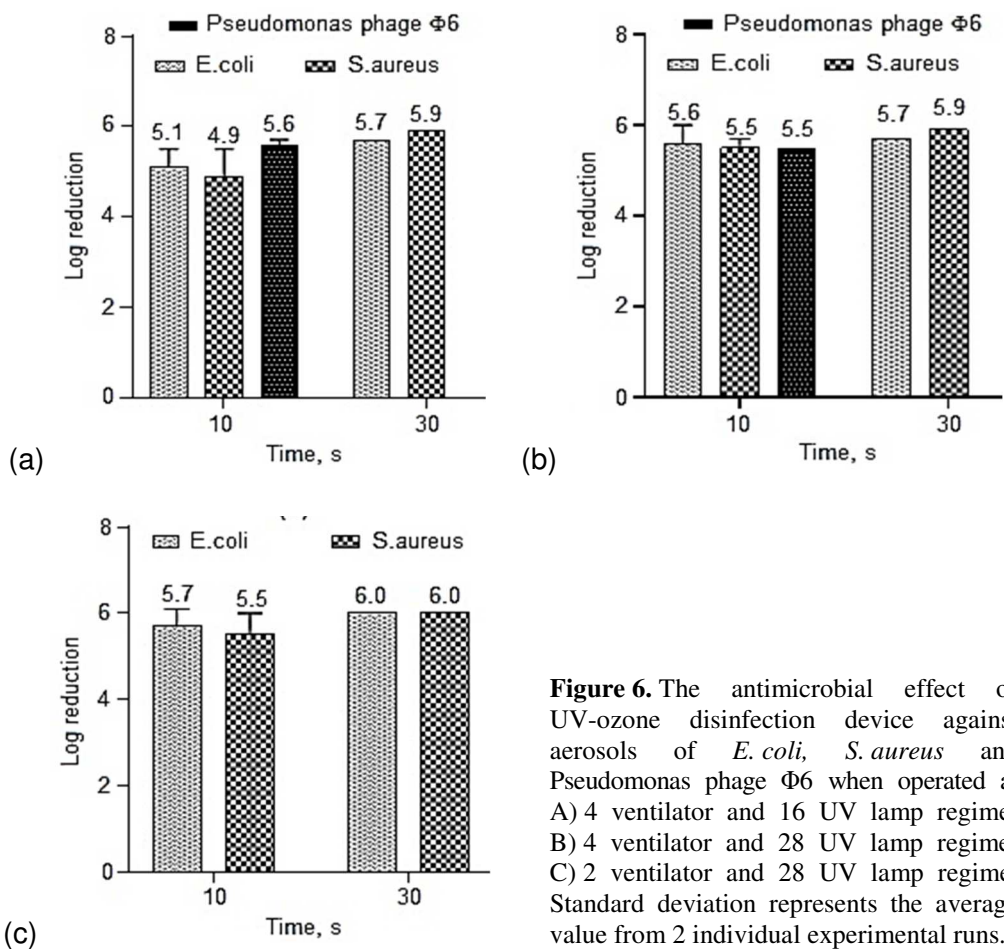 Pseudomonas phage Φ6
E.coli S.aureus
8
6
4
2
0
Log reduction
5.1 4.9 5.6 5.7 5.9
10 30
Time, s
(a)
Pseudomonas phage Φ6
E.coli S.aureus
8
6
4
2
0
Log reduction
5.6 5.5 5.5 5.7 5.9
10 30
Time, s
(b)
E.coli S.aureus
8
6
4
2
0
Log reduction
5.7 5.5 6.0 6.0
10 30
Time, s
(c)
Figure 6. The antimicrobial effect o
UV-ozone disinfection device agains
aerosols of E. coli, S. aureus an
Pseudomonas phage Φ6 when operated a
A) 4 ventilator and 16 UV lamp regime
B) 4 ventilator and 28 UV lamp regime
C) 2 ventilator and 28 UV lamp regime
Standard deviation represents the averag
value from 2 individual experimental runs.